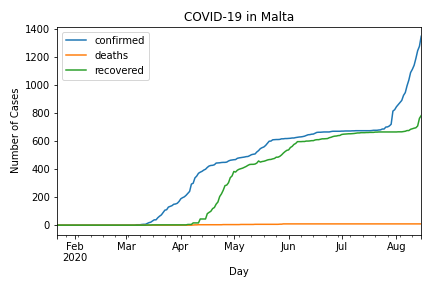 COVID-19 in Malta
1400
1200
1000
800
600
400
200
0
Number of Cases
confirmed
deaths
recovered
Feb Mar Apr May Jun Jul Aug
2020
Day